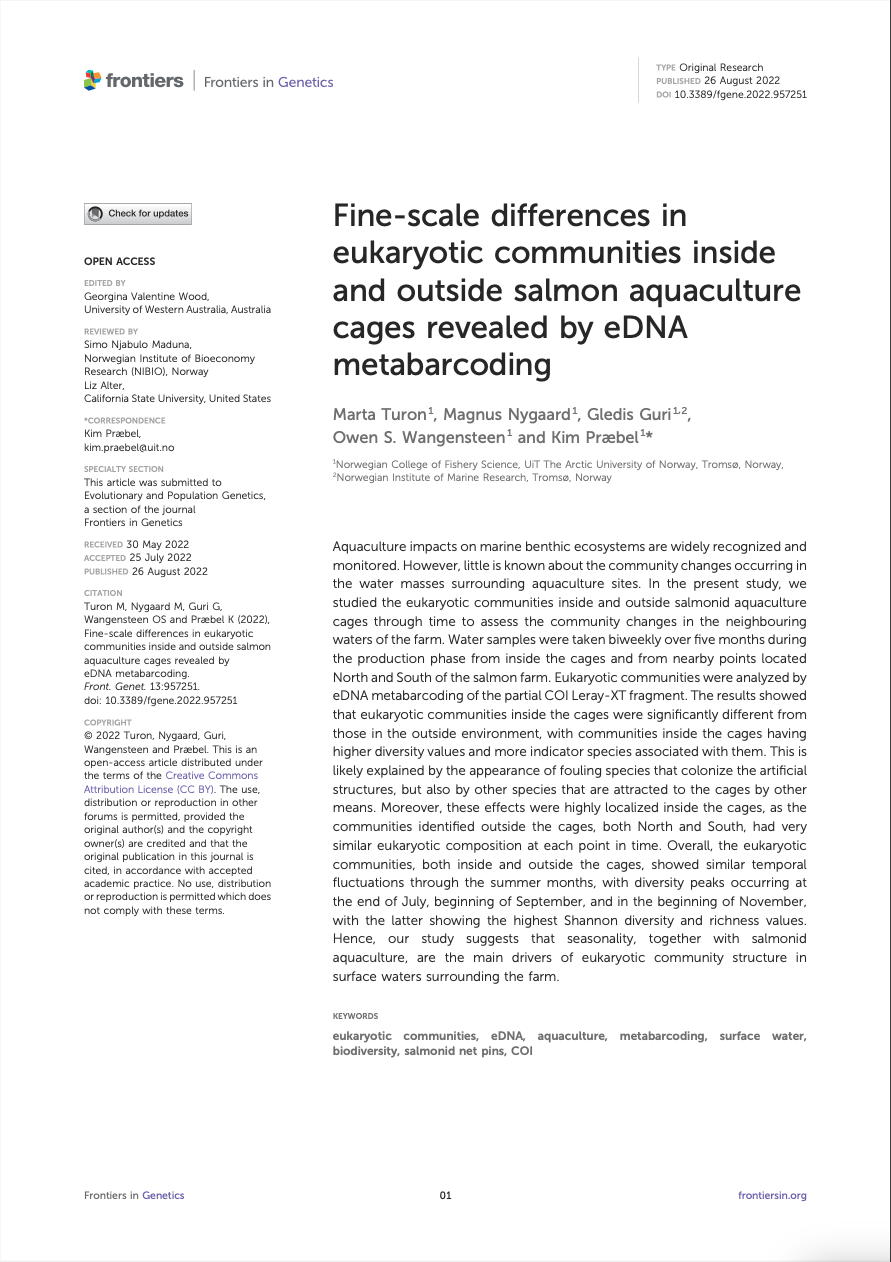 frontiers | Frontiers in Genetics
TYPE Original Research
PUBLISHED 26 August 2022
DOI 10.3389/fgene.2022.957251
Check for updates
OPEN ACCESS
EDITED BY
Georgina Valentine Wood,
University of Western Australia, Australia
REVIEWED BY
Simo Njabulo Maduna,
Norwegian Institute of Bioeconomy
Research (NIBIO), Norway
Liz Alter,
California State University, United States
*CORRESPONDENCE
Kim Præbel,
kim.praebel@uit.no
SPECIALTY SECTION
This article was submitted to
Evolutionary and Population Genetics,
a section of the journal
Frontiers in Genetics
RECEIVED 30 May 2022
ACCEPTED 25 July 2022
PUBLISHED 26 August 2022
CITATION
Turon M, Nygaard M, Guri G,
Wangensteen OS and Præbel K (2022),
Fine-scale differences in eukaryotic
communities inside and outside salmon
aquaculture cages revealed by
eDNA metabarcoding.
Front. Genet. 13:957251.
doi: 10.3389/fgene.2022.957251
COPYRIGHT
© 2022 Turon, Nygaard, Guri,
Wangensteen and Præbel. This is an
open-access article distributed under
the terms of the Creative Commons
Attribution License (CC BY). The use,
distribution or reproduction in other
forums is permitted, provided the
original author(s) and the copyright
owner(s) are credited and that the
original publication in this journal is
cited, in accordance with accepted
academic practice. No use, distribution
or reproduction is permitted which does
not comply with these terms.
Fine-scale differences in
eukaryotic communities inside
and outside salmon aquaculture
cages revealed by eDNA
metabarcoding
Marta Turon¹, Magnus Nygaard¹, Gledis Guri¹˒²,
Owen S. Wangensteen¹ and Kim Præbel¹*
¹Norwegian College of Fishery Science, UiT The Arctic University of Norway, Tromsø, Norway,
²Norwegian Institute of Marine Research, Tromsø, Norway
Aquaculture impacts on marine benthic ecosystems are widely recognized and
monitored. However, little is known about the community changes occurring in
the water masses surrounding aquaculture sites. In the present study, we
studied the eukaryotic communities inside and outside salmonid aquaculture
cages through time to assess the community changes in the neighbouring
waters of the farm. Water samples were taken biweekly over five months during
the production phase from inside the cages and from nearby points located
North and South of the salmon farm. Eukaryotic communities were analyzed by
eDNA metabarcoding of the partial COI Leray-XT fragment. The results showed
that eukaryotic communities inside the cages were significantly different from
those in the outside environment, with communities inside the cages having
higher diversity values and more indicator species associated with them. This is
likely explained by the appearance of fouling species that colonize the artificial
structures, but also by other species that are attracted to the cages by other
means. Moreover, these effects were highly localized inside the cages, as the
communities identified outside the cages, both North and South, had very
similar eukaryotic composition at each point in time. Overall, the eukaryotic
communities, both inside and outside the cages, showed similar temporal
fluctuations through the summer months, with diversity peaks occurring at
the end of July, beginning of September, and in the beginning of November,
with the latter showing the highest Shannon diversity and richness values.
Hence, our study suggests that seasonality, together with salmonid
aquaculture, are the main drivers of eukaryotic community structure in
surface waters surrounding the farm.
KEYWORDS
eukaryotic communities, eDNA, aquaculture, metabarcoding, surface water,
biodiversity, salmonid net pins, COI
Frontiers in Genetics
01
frontiersin.org